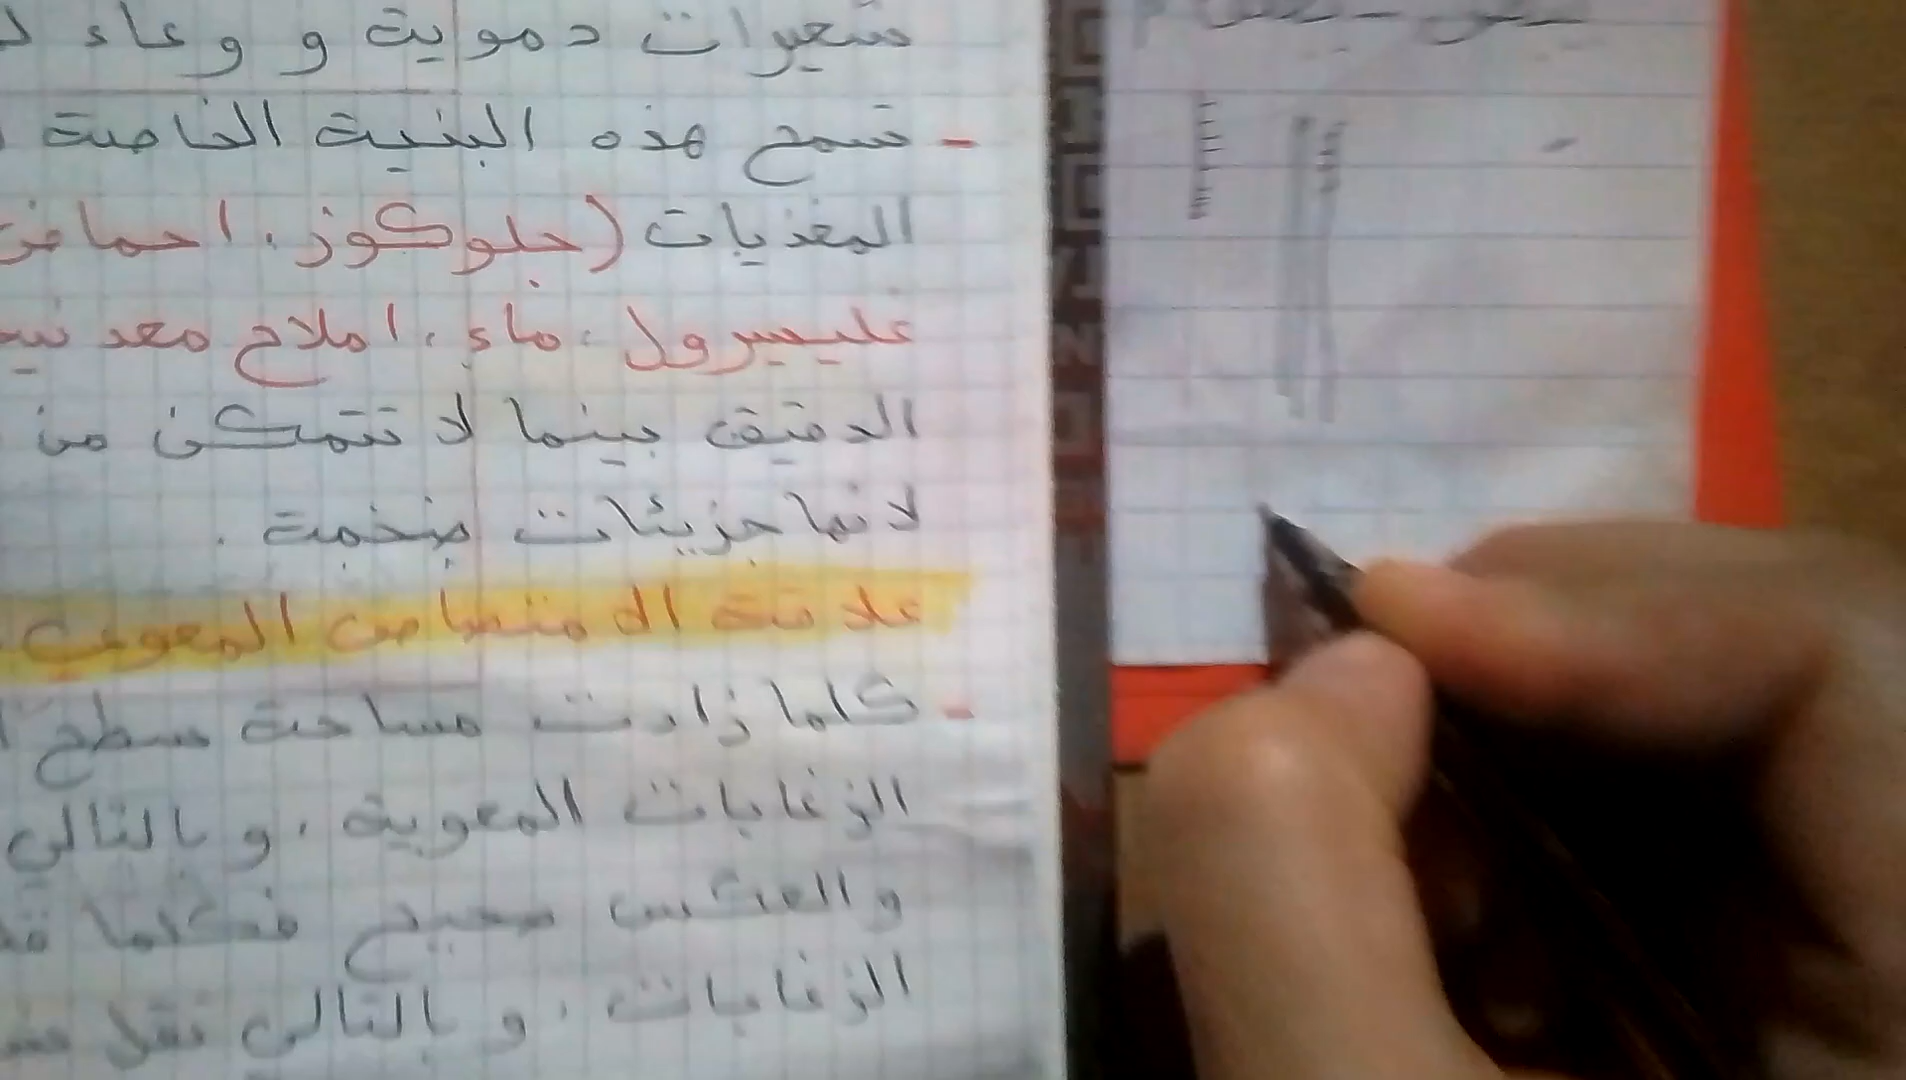 شعيرات دموية و وعاء
- تسمح هذه البنية الخاصة
المغذيات (جلوكوز، احماض
غليسرول، ماء، املاح معدنية
الدقيق بينما لا تتمكن من
لانها جزيئات ضخمة.
علاقة الامتصاص المعوي
- كلما زادت مساحة سطح
الزغابات المعوية، و بالتالي
والعكس صحيح فكلما
الزغابات، و بالتالي تقل